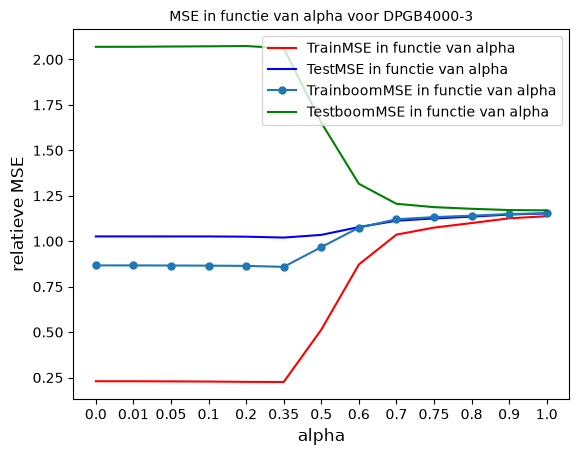 MSE in functie van alpha voor DPGB4000-3
TrainMSE in functie van alpha
TestMSE in functie van alpha
TrainboomMSE in functie van alpha
TestboomMSE in functie van alpha
relatieve MSE
2.00
1.75
1.50
1.25
1.00
0.75
0.50
0.25
0.0 0.01 0.05 0.1 0.2 0.35 0.5 0.6 0.7 0.75 0.8 0.9 1.0
alpha